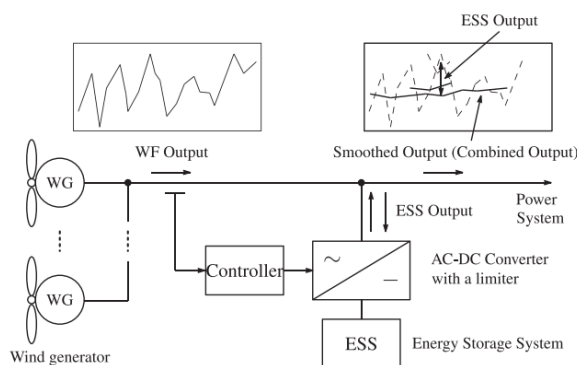 ESS Output
WF Output
Smoothed Output (Combined Output)
WG
Power
System
ESS Output
Controller
~
—
AC-DC Converter
with a limiter
WG
ESS
Energy Storage System
Wind generator